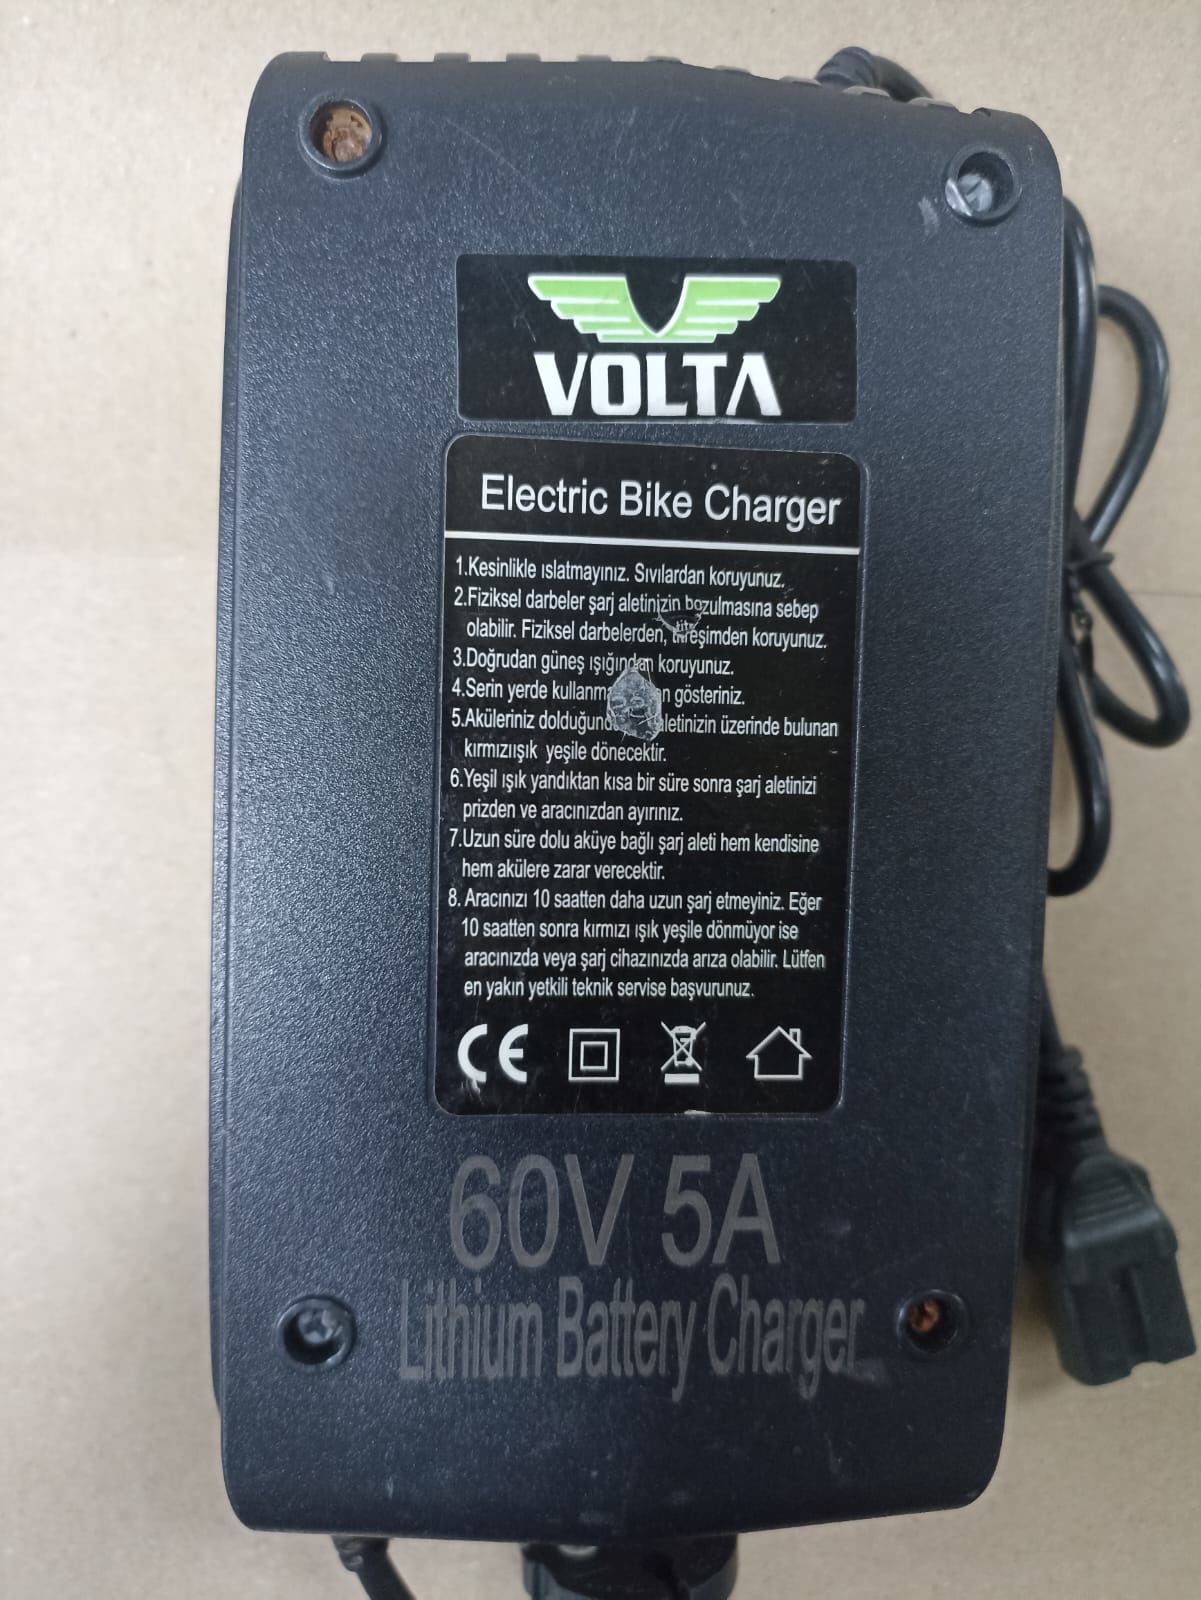 VOLTA
Electric Bike Charger
1.Kesinlikle ıslatmayınız. Sıvılardan koruyunuz.
2.Fiziksel darbeler şarj aletinizin bozulmasına sebep
olabilir. Fiziksel darbelerden, titreşimden koruyunuz.
3.Doğrudan güneş ışığından koruyunuz.
4.Serin yerde gösteriniz.
5.Aküleriniz üzerinde bulunan
kırmızıışık yeşile dönecektir.
6.Yeşil ışık yandıktan kısa bir süre sonra şarj aletinizi
prizden ve aracınızdan ayırınız.
7.Uzun süre dolu aküye bağlı şarj aleti hem kendisine
hem akülere zarar verecektir.
8. Aracınızı 10 saatten daha uzun şarj etmeyiniz. Eğer
10 saatten sonra kırmızı ışık yeşile dönmüyor ise
aracınızda veya şarj cihazınızda arıza olabilir. Lütfen
en yakın yetkili teknik servise başvurunuz.
CE
60V 5A
Lithium Battery Charger